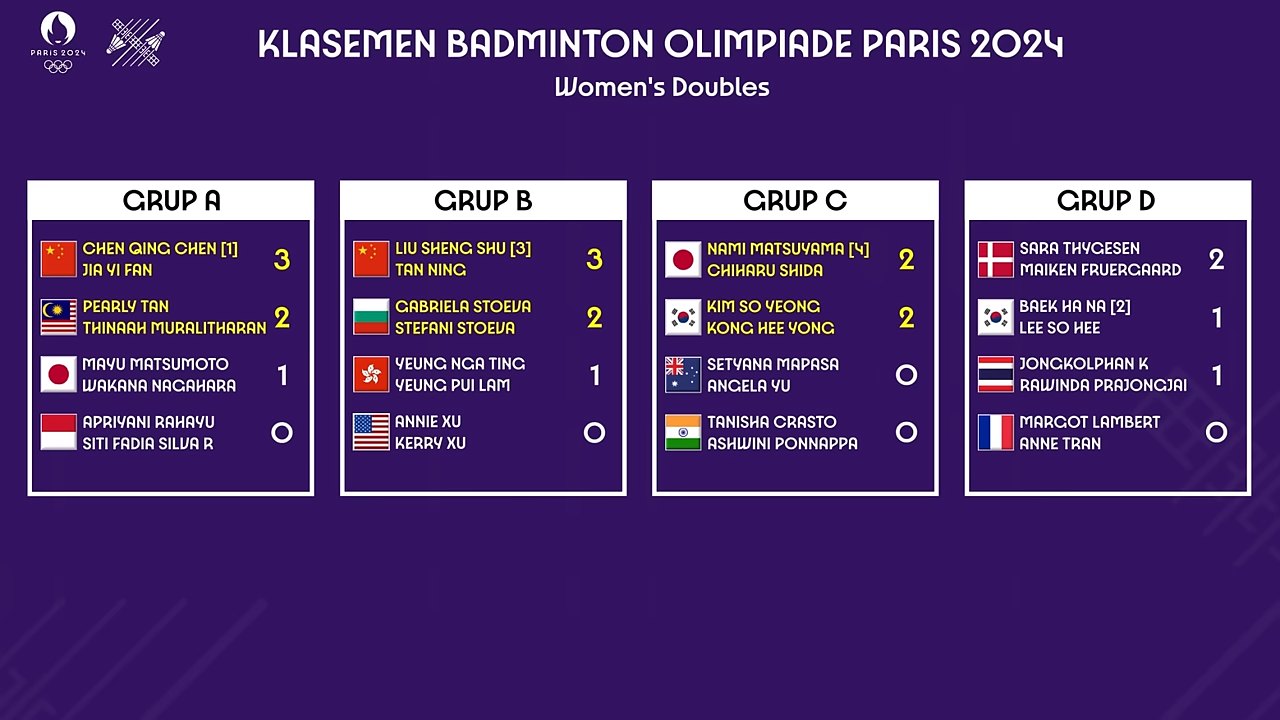 PARIS 2024
KLASEMEN BADMINTON OLIMPIADE PARIS 2024
Women's Doubles
GRUP A
CHEN QING CHEN [1]
JIA YI FAN
3
PEARLY TAN
THINAAH MURALITHARAN
2
MAYU MATSUMOTO
WAKANA NAGAHARA
1
APRIYANI RAHAYU
SITI FADIA SILVA R
0
GRUP B
LIU SHENG SHU [3]
TAN NING
3
GABRIELA STOEVA
STEFANI STOEVA
2
YEUNG NGA TING
YEUNG PUI LAM
1
ANNIE XU
KERRY XU
0
GRUP C
NAMI MATSUYAMA [4]
CHIHARU SHIDA
2
KIM SO YEONG
KONG HEE YONG
2
SETYANA MAPASA
ANGELA YU
0
TANISHA CRASTO
ASHWINI PONNAPPA
0
GRUP D
SARA THYGESEN
MAIKEN FRUERGAARD
2
BAEK HA NA [2]
LEE SO HEE
1
JONGKOLPHAN K
RAWINDA PRAJONGJAI
1
MARGOT LAMBERT
ANNE TRAN
0